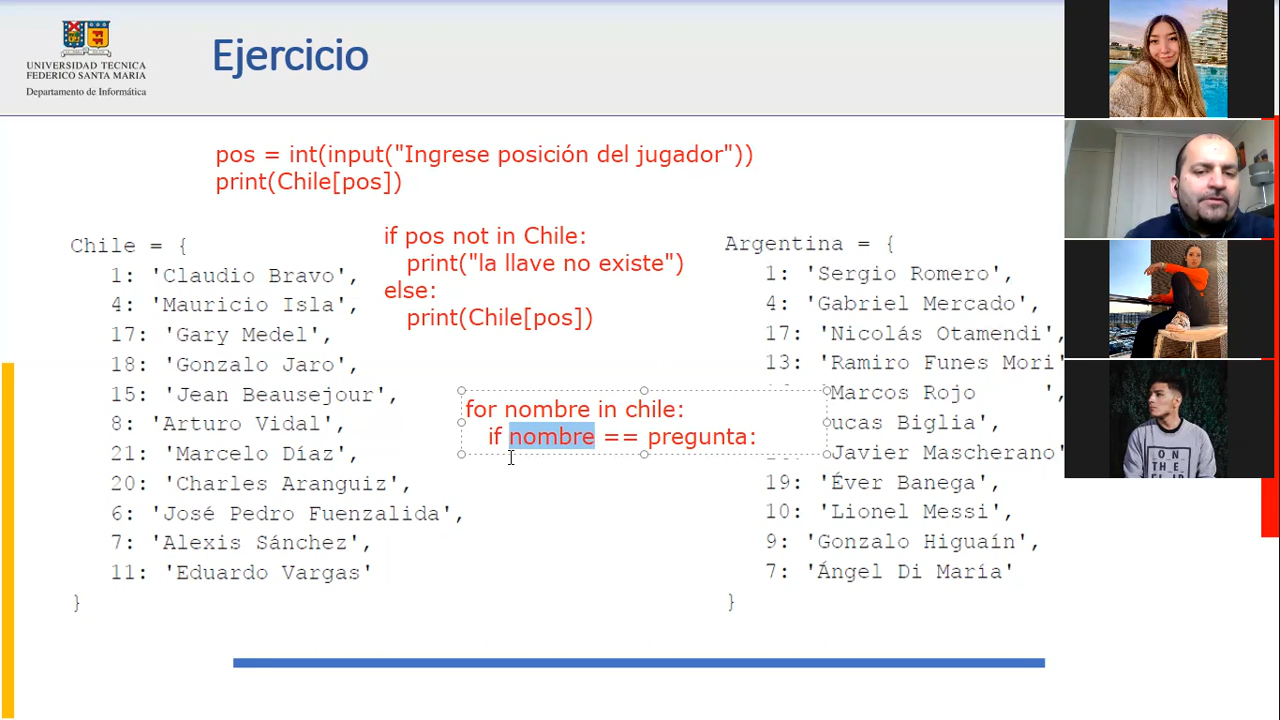 UNIVERSIDAD TECNICA
FEDERICO SANTA MARIA
Departamento de Informática
Ejercicio
pos = int(input("Ingrese posición del jugador"))
print(Chile[pos])
if pos not in Chile:
print("la llave no existe")
else:
print(Chile[pos])
Chile = {
1: 'Claudio Bravo',
4: 'Mauricio Isla',
17: 'Gary Medel',
18: 'Gonzalo Jaro',
15: 'Jean Beausejour',
8: 'Arturo Vidal',
21: 'Marcelo Díaz',
20: 'Charles Aranguiz',
6: 'José Pedro Fuenzalida',
7: 'Alexis Sánchez',
11: 'Eduardo Vargas'
}
for nombre in chile:
if nombre == pregunta:
Argentina = {
1: 'Sergio Romero',
4: 'Gabriel Mercado',
17: 'Nicolás Otamendi',
13: 'Ramiro Funes Mori'
Marcos Rojo ',
ucas Biglia',
Javier Mascherano'
19: 'Éver Banega',
10: 'Lionel Messi',
9: 'Gonzalo Higuaín',
7: 'Ángel Di María'
}
ON
THE